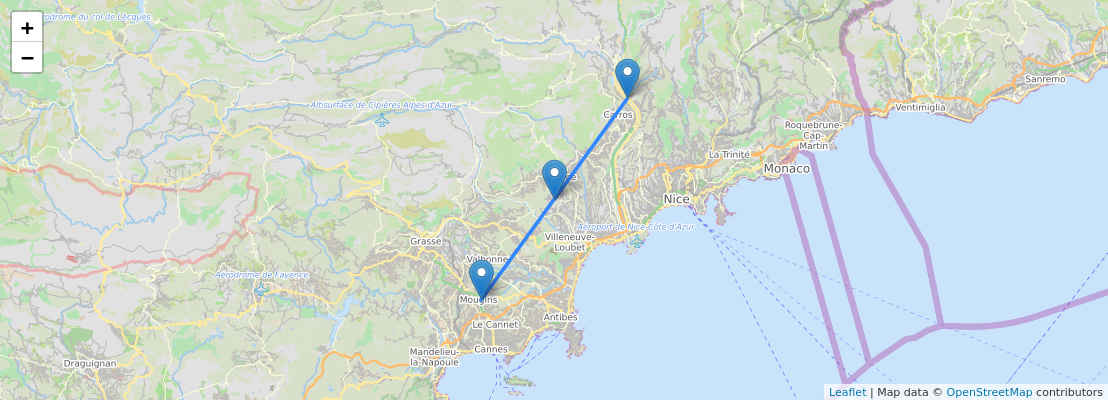 +
−
Aérodrome du col de Lècques
Altisurface de Cipières Alpes-d'Azur
Carros
Sanremo
Ventimiglia
Roquebrune-
Cap-
Martin
La Trinité
Monaco
Nice
Aéroport de Nice-Côte d'Azur
Villeneuve-
Loubet
Grasse
Valbonne
Aérodrome de Fayence
Mougins
Le Cannet
Antibes
Cannes
Mandelieu-
la-Napoule
Draguignan
Leaflet | Map data © OpenStreetMap contributors